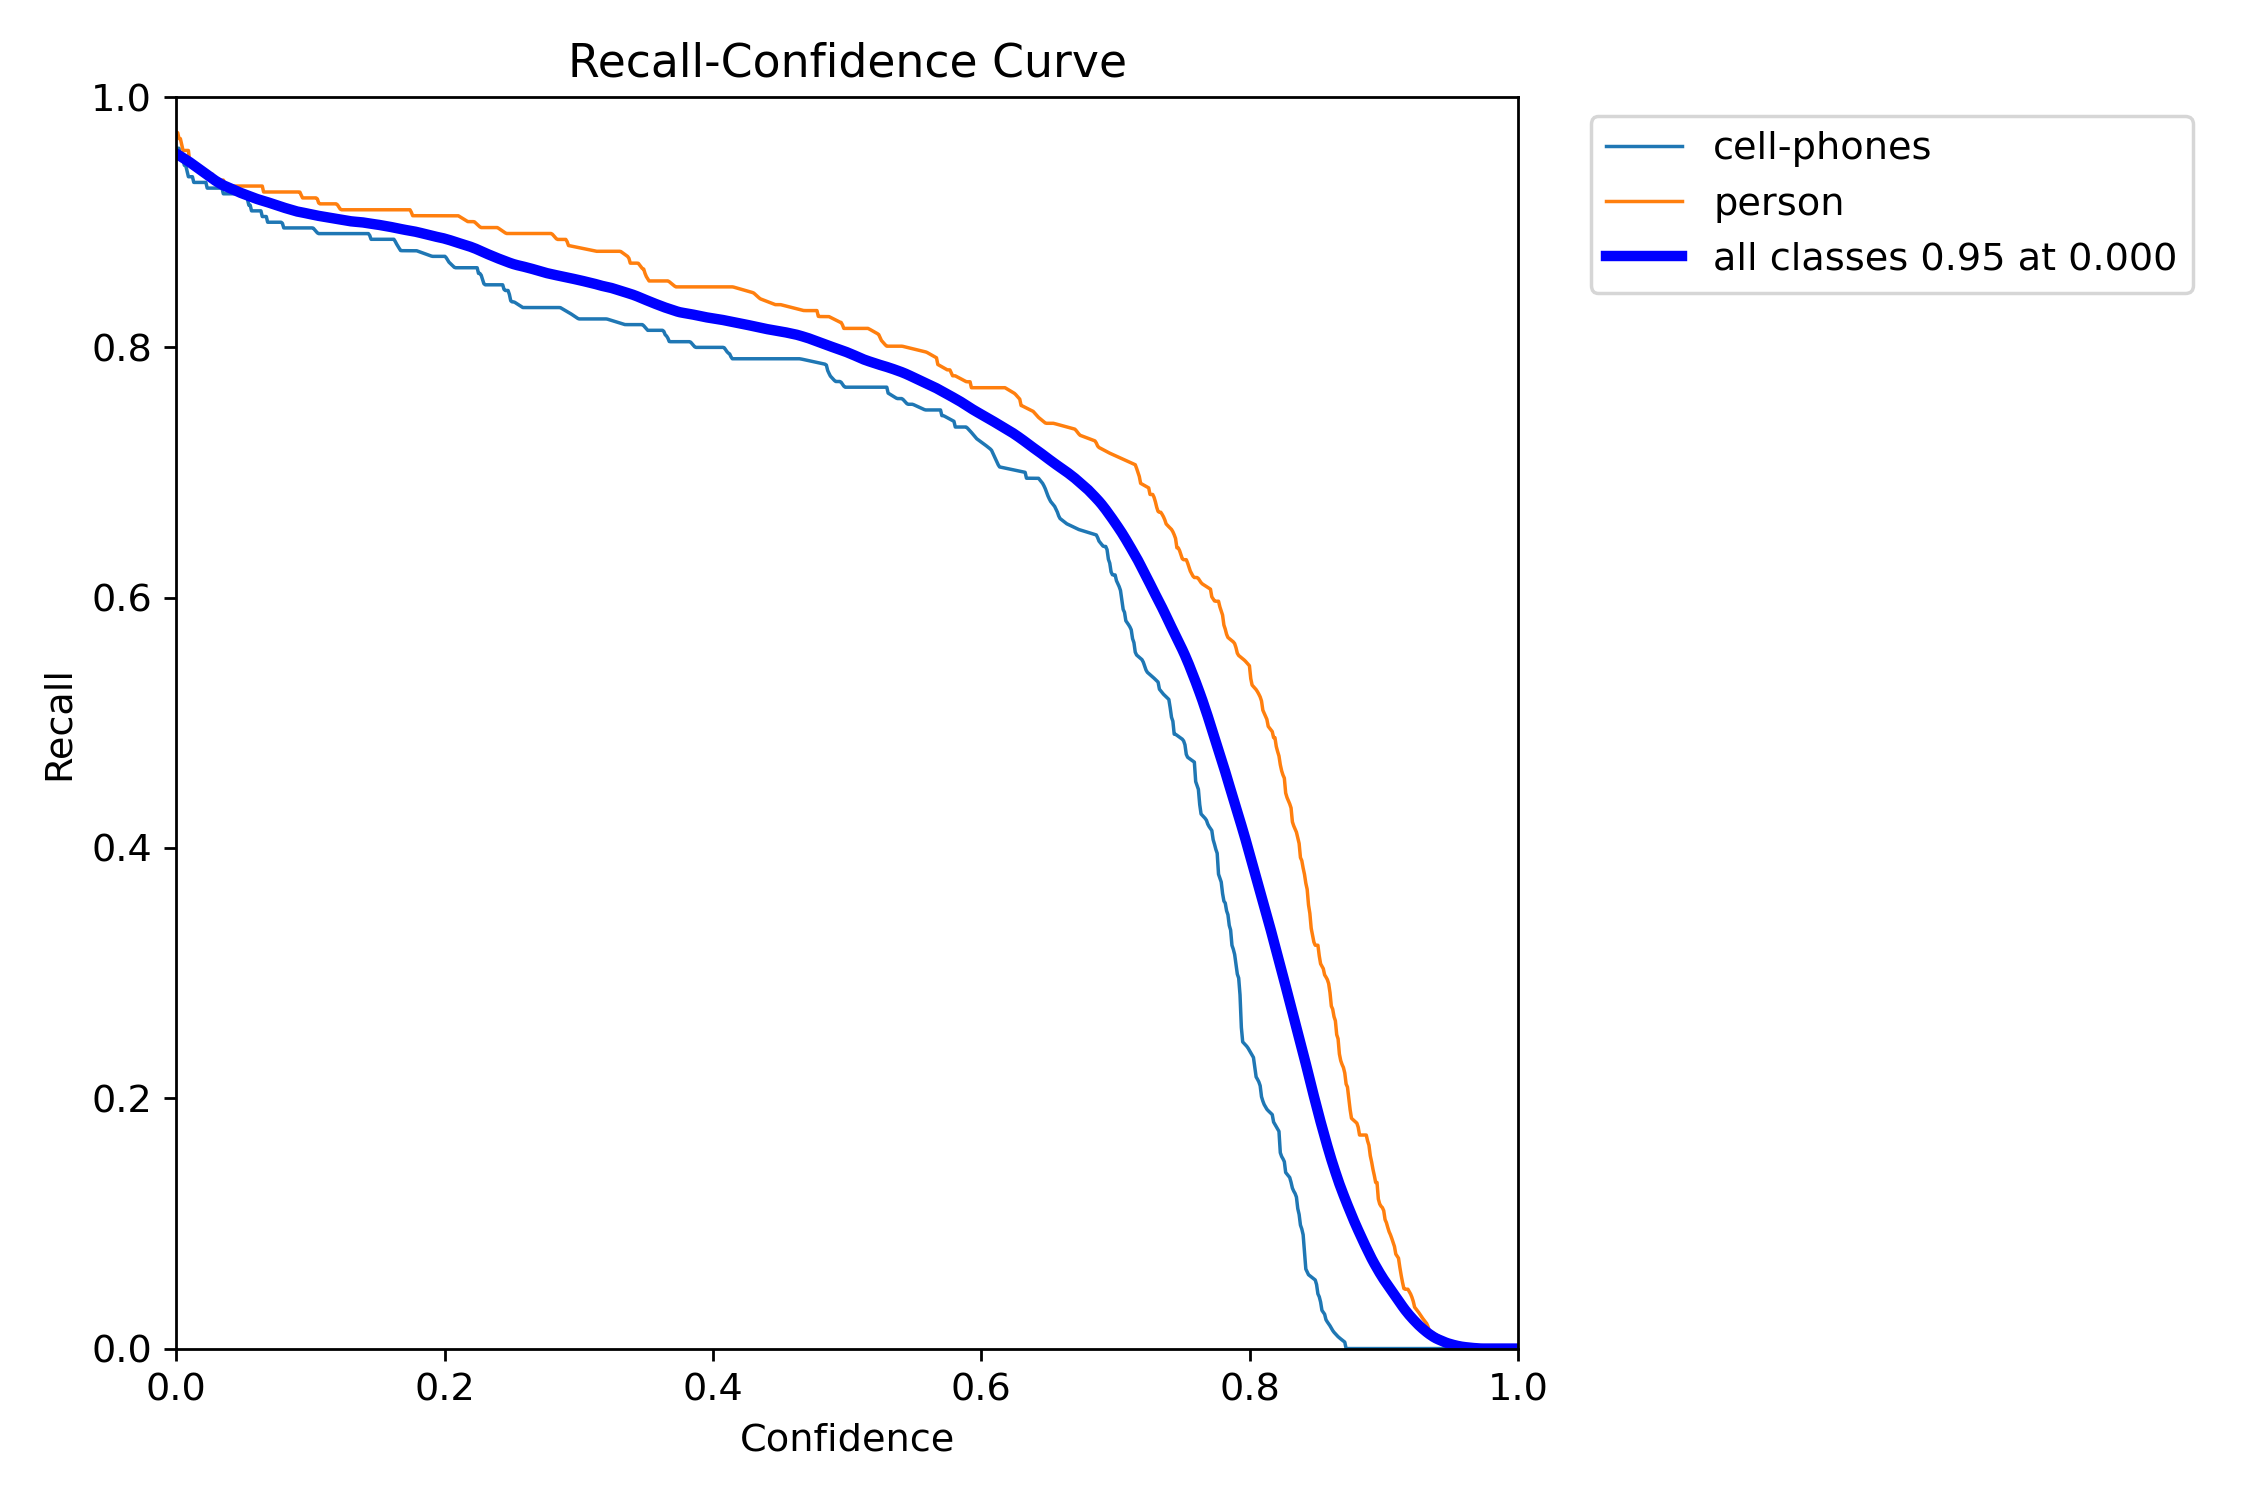 Recall-Confidence Curve
1.0
0.8
0.6
0.4
0.2
0.0
Recall
0.0 0.2 0.4 0.6 0.8 1.0
Confidence
cell-phones
person
all classes 0.95 at 0.000